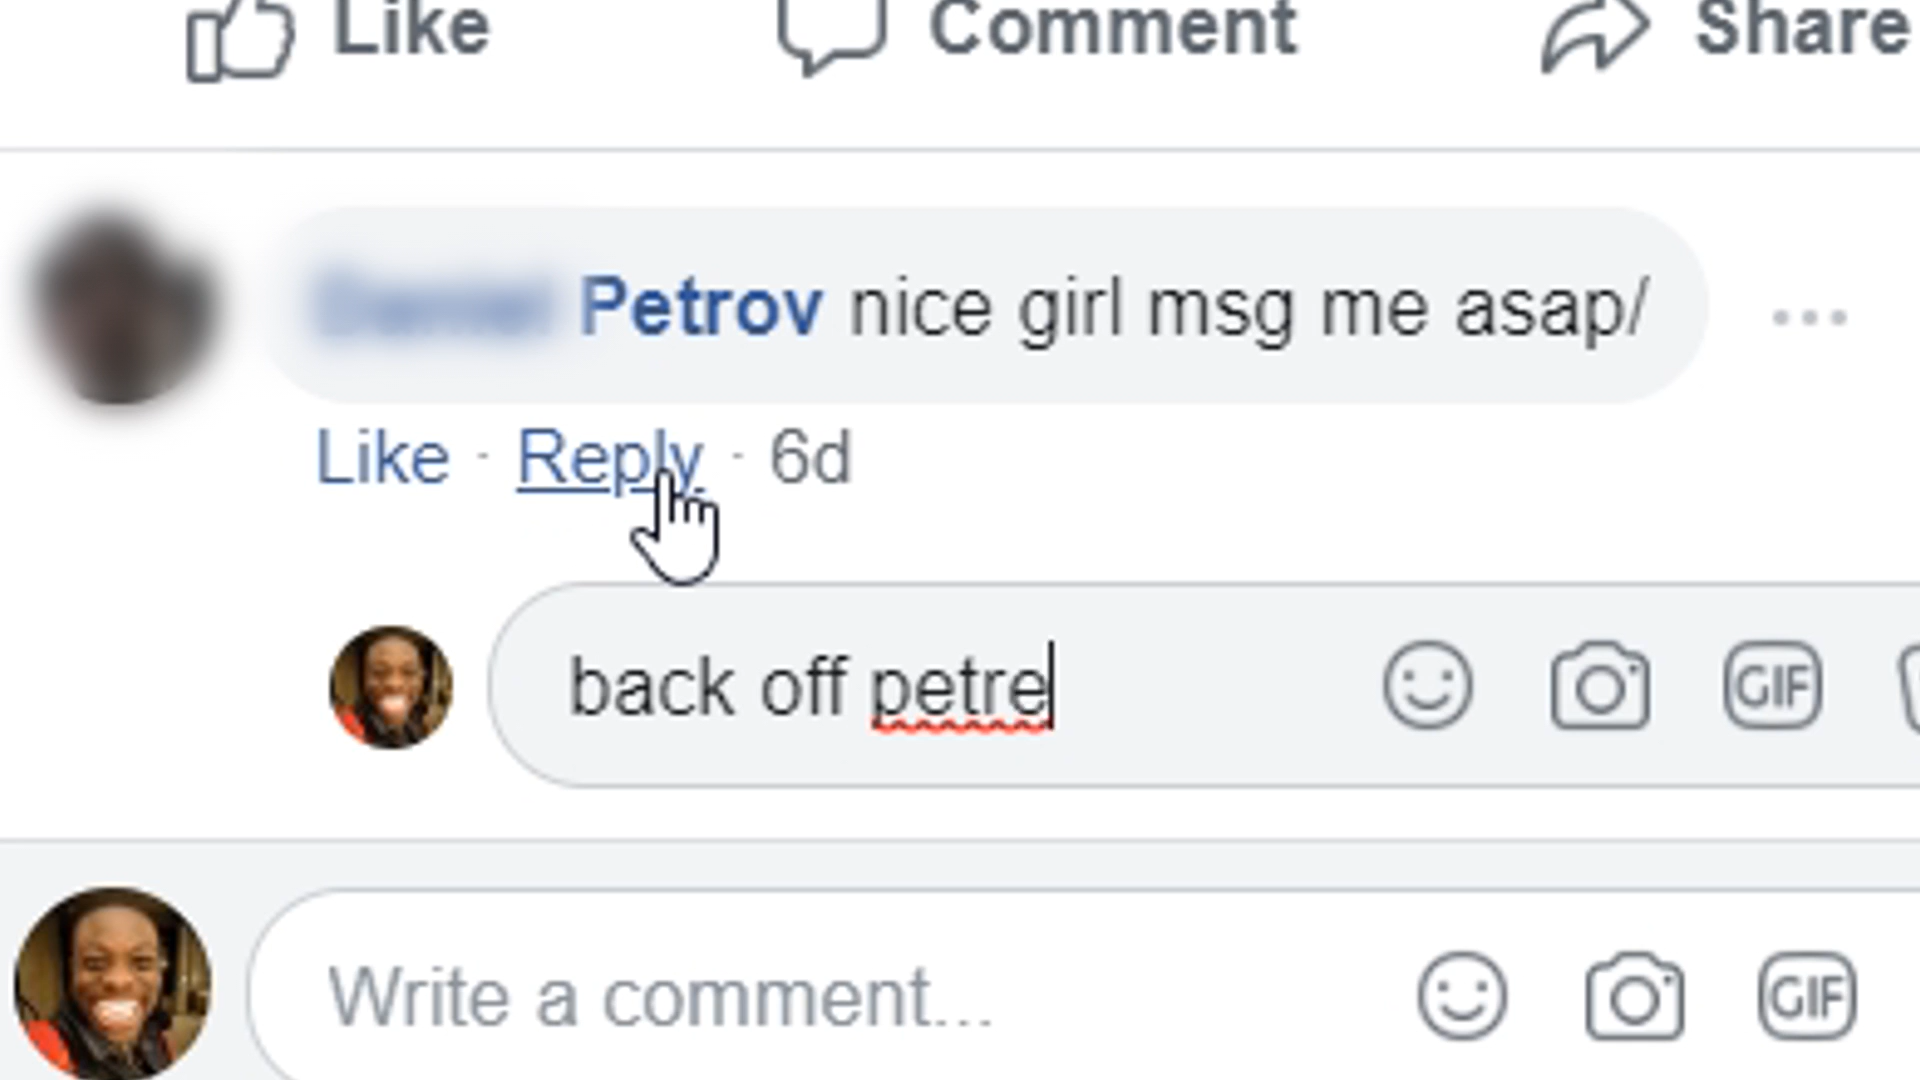 Like Comment Share
Petrov nice girl msg me asap/
Like · Reply · 6d
back off petre
GIF
Write a comment...
GIF